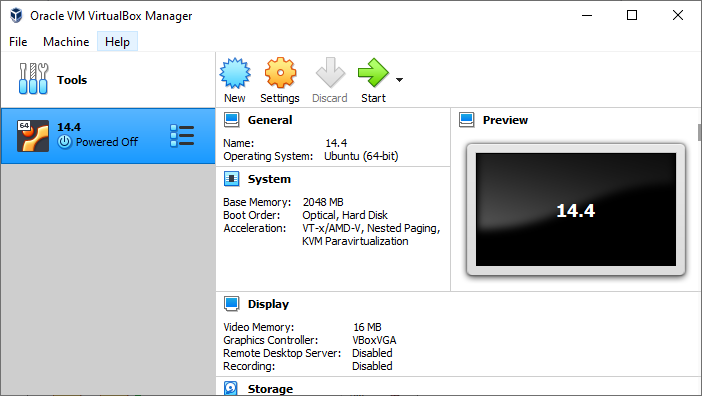 Oracle VM VirtualBox Manager
File Machine Help
Tools
New Settings Discard Start
64
14.4
Powered Off
General
Name: 14.4
Operating System: Ubuntu (64-bit)
System
Base Memory: 2048 MB
Boot Order: Optical, Hard Disk
Acceleration: VT-x/AMD-V, Nested Paging,
KVM Paravirtualization
Preview
14.4
Display
Video Memory: 16 MB
Graphics Controller: VBoxVGA
Remote Desktop Server: Disabled
Recording: Disabled
Storage